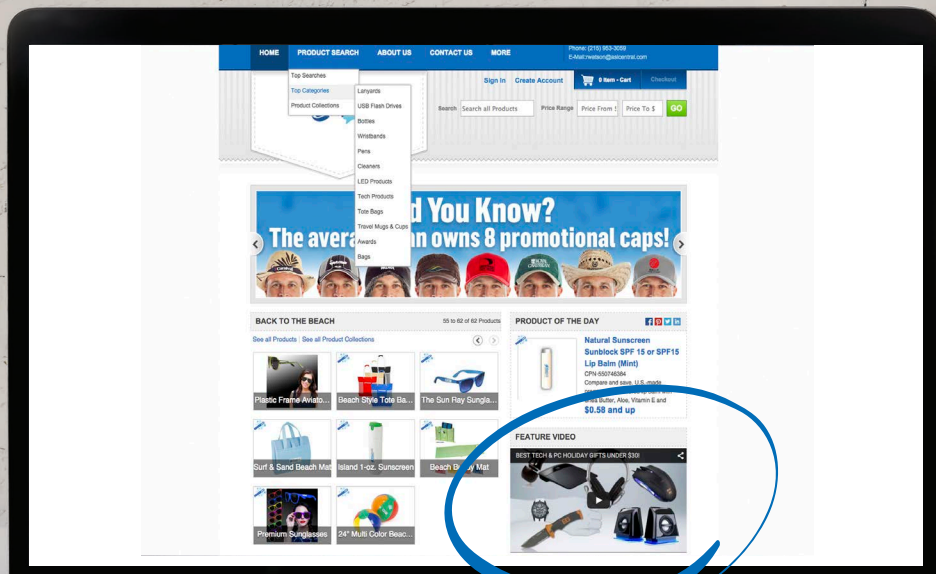 HOME PRODUCT SEARCH ABOUT US CONTACT US MORE
Phone: (215) 953-3059
E-Mail:rwatson@asicentral.com
Top Searches
Top Categories
Product Collections
Lanyards
USB Flash Drives
Bottles
Wristbands
Pens
Cleaners
LED Products
Tech Products
Tote Bags
Travel Mugs & Cups
Awards
Bags
Sign In Create Account 0 Item - Cart Checkout
Search Search all Products Price Range Price From $ Price To $ GO
d You Know?
The avera an owns 8 promotional caps!
BACK TO THE BEACH 55 to 62 of 62 Products
See all Products See all Product Collections
Plastic Frame Aviato... Beach Style Tote Ba... The Sun Ray Sungla...
Surf & Sand Beach Mat Island 1-oz. Sunscreen Beach Mat
Premium Sunglasses 24" Multi Color Beac...
PRODUCT OF THE DAY
Natural Sunscreen
Sunblock SPF 15 or SPF15
Lip Balm (Mint)
CPN-550746364
Compare and save. U.S.-made
Shea Butter, Aloe, Vitamin E and
$0.58 and up
FEATURE VIDEO
BEST TECH & PC HOLIDAY GIFTS UNDER $30!